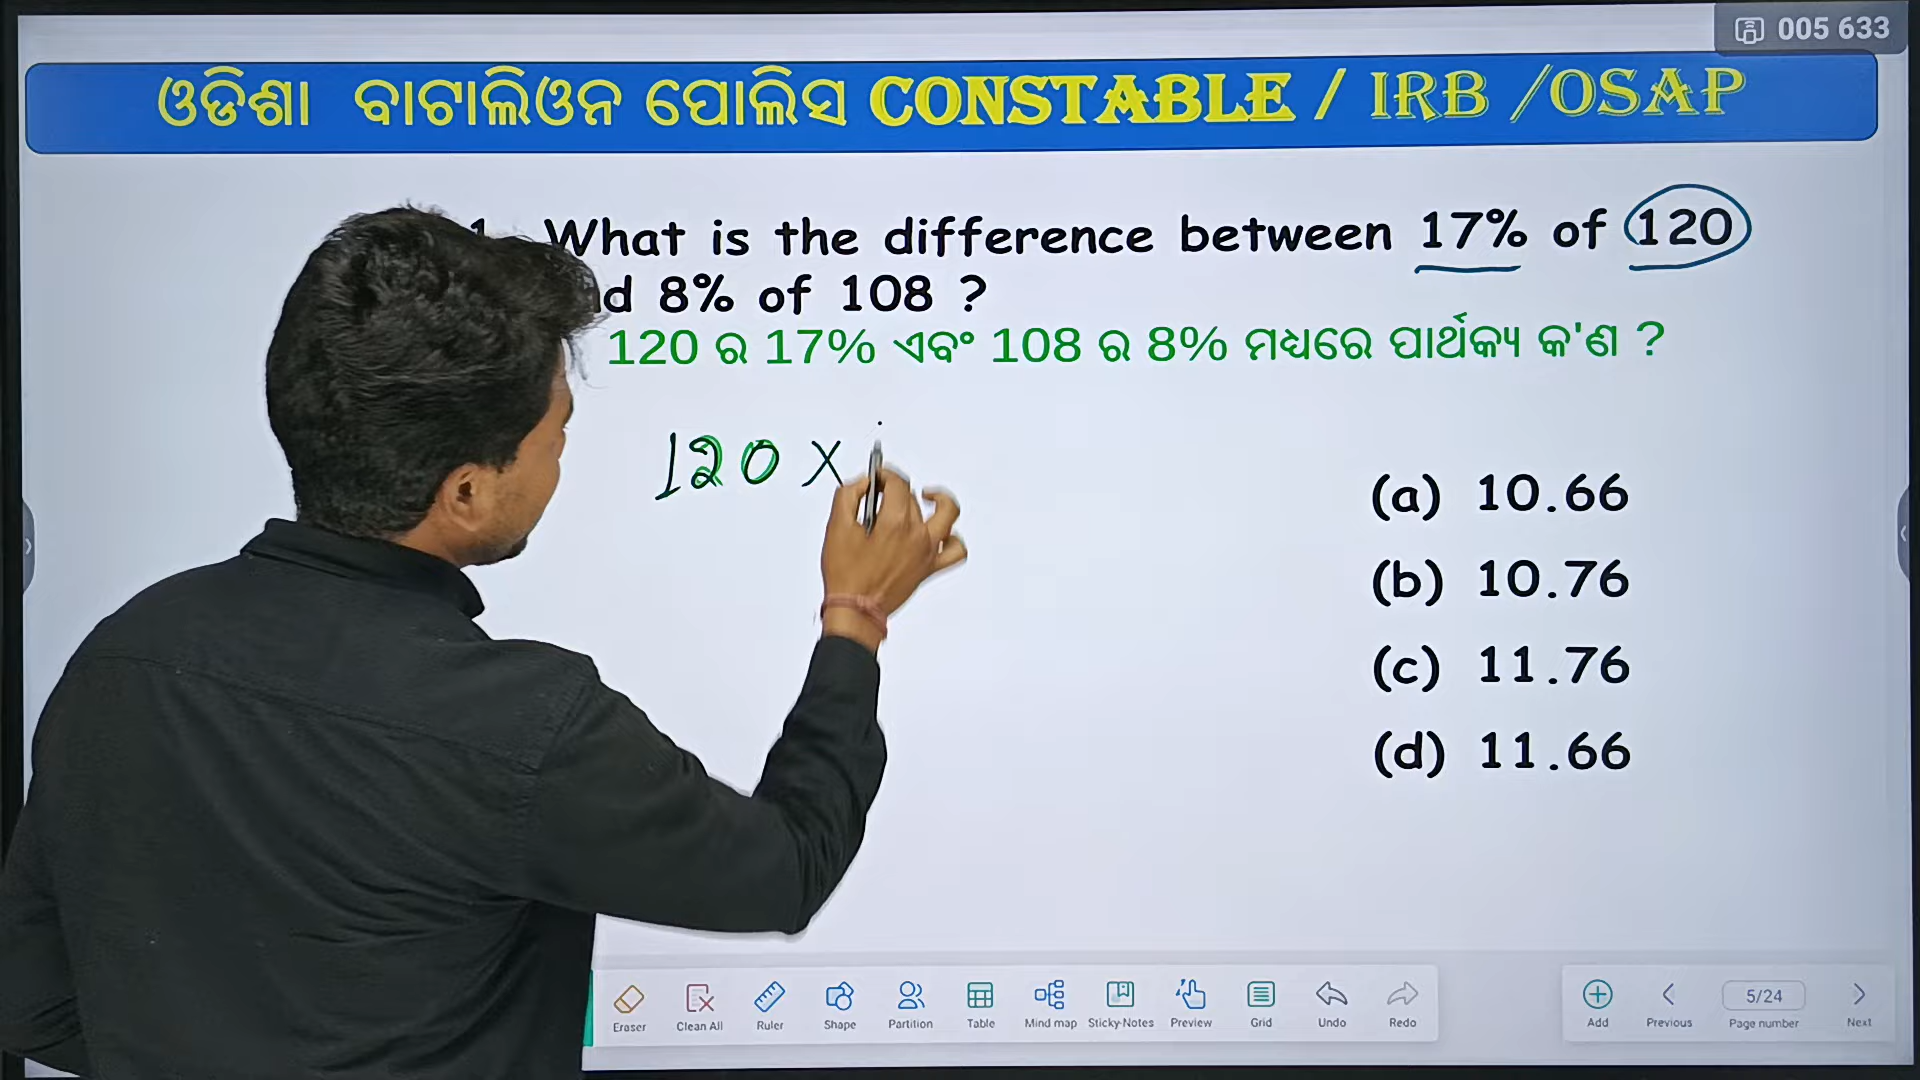 005 633
ଓଡିଶା ବାଟାଲିଓନ ପୋଲିସ CONSTABLE / IRB /OSAP
What is the difference between 17% of 120
8% of 108 ?
120 ର 17% ଏବଂ 108 ର 8% ମଧ୍ୟରେ ପାର୍ଥକ୍ୟ କ'ଣ ?
120 X
(a) 10.66
(b) 10.76
(c) 11.76
(d) 11.66
Eraser Clean All Ruler Shape Partition Table Mind map Sticky-Notes Preview Grid Undo Redo Add Previous 5/24 Page number Next